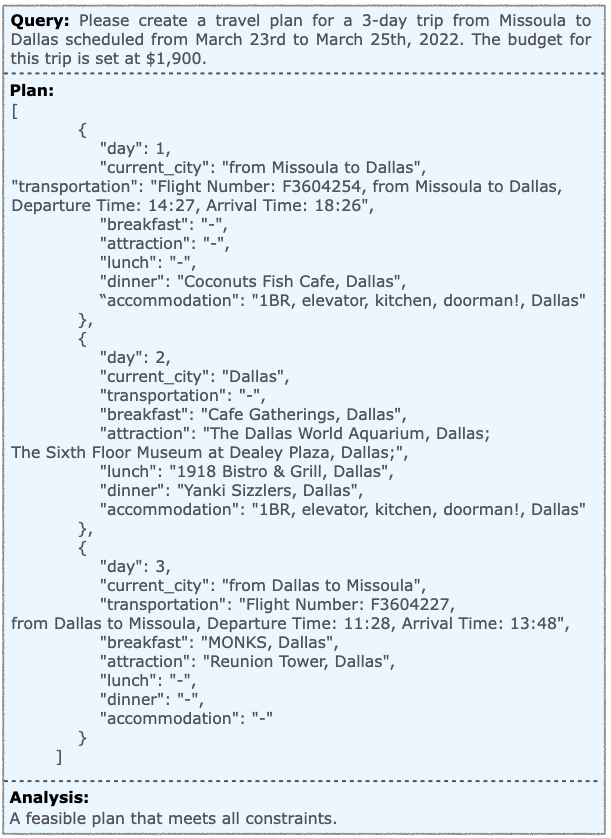 Query: Please create a travel plan for a 3-day trip from Missoula to
Dallas scheduled from March 23rd to March 25th, 2022. The budget for
this trip is set at $1,900.
Plan:
[
{
"day": 1,
"current_city": "from Missoula to Dallas",
"transportation": "Flight Number: F3604254, from Missoula to Dallas,
Departure Time: 14:27, Arrival Time: 18:26",
"breakfast": "-",
"attraction": "-",
"lunch": "-",
"dinner": "Coconuts Fish Cafe, Dallas",
“accommodation": "1BR, elevator, kitchen, doorman!, Dallas"
},
{
"day": 2,
"current_city": "Dallas",
"transportation": "-",
"breakfast": "Cafe Gatherings, Dallas",
"attraction": "The Dallas World Aquarium, Dallas;
The Sixth Floor Museum at Dealey Plaza, Dallas;",
"lunch": "1918 Bistro & Grill, Dallas",
"dinner": "Yanki Sizzlers, Dallas",
"accommodation": "1BR, elevator, kitchen, doorman!, Dallas"
},
{
"day": 3,
"current_city": "from Dallas to Missoula",
"transportation": "Flight Number: F3604227,
from Dallas to Missoula, Departure Time: 11:28, Arrival Time: 13:48",
"breakfast": "MONKS, Dallas",
"attraction": "Reunion Tower, Dallas",
"lunch": "-",
"dinner": "-",
"accommodation": "-"
}
]
Analysis:
A feasible plan that meets all constraints.